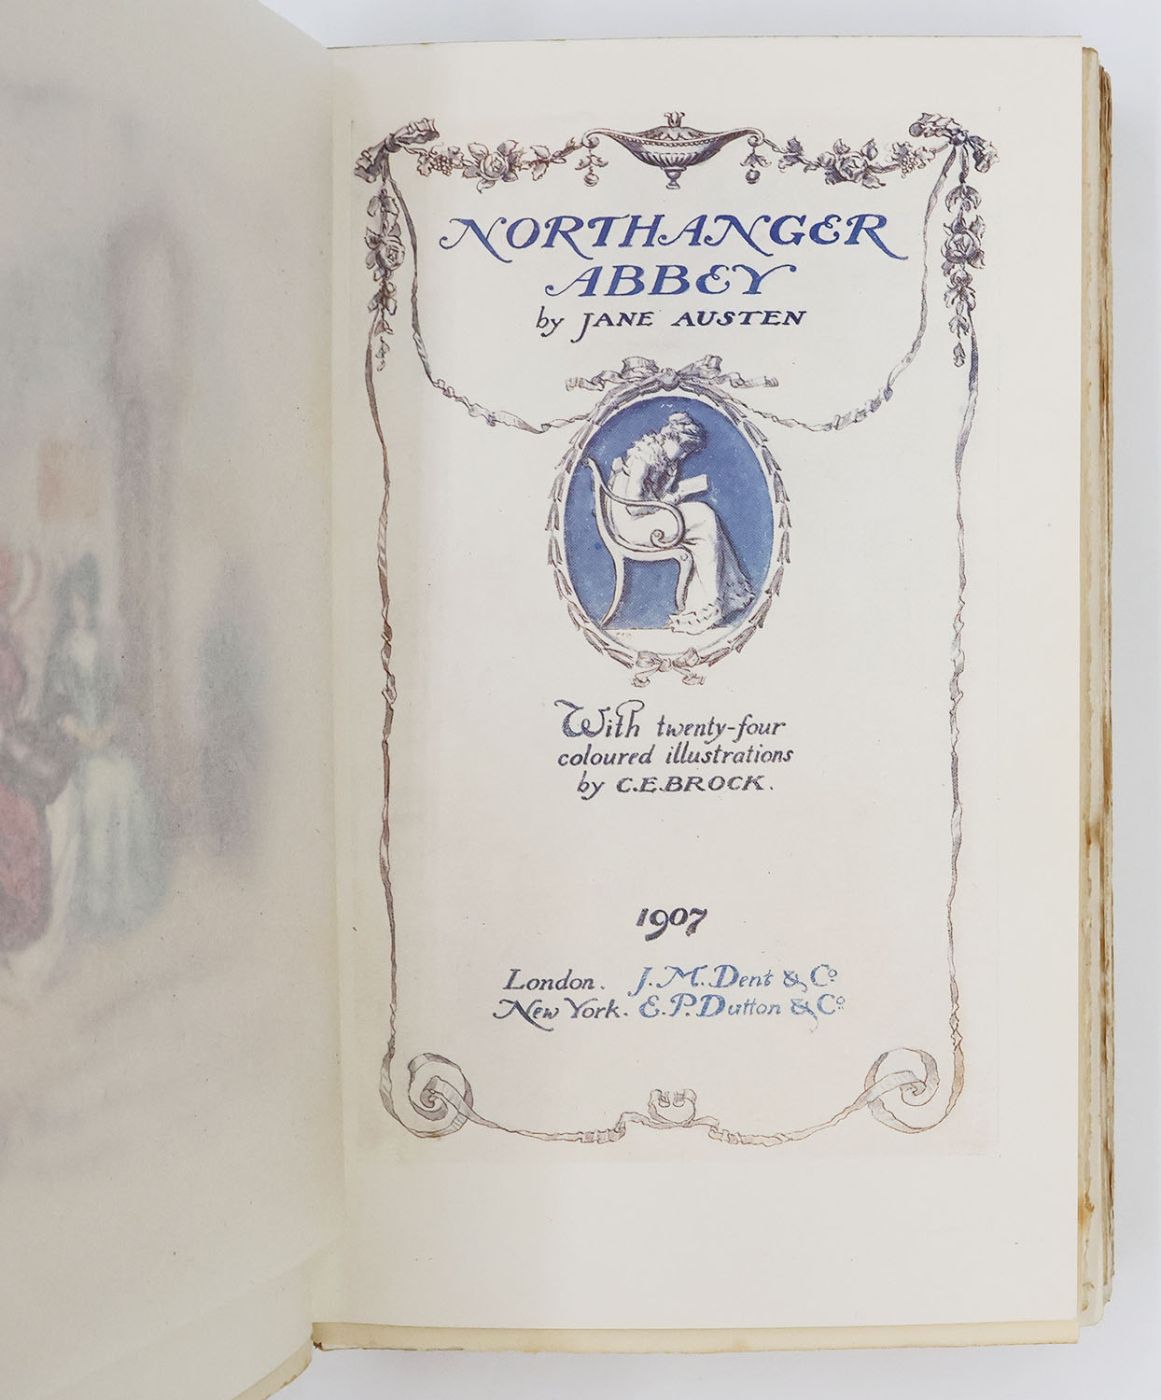 NORTHANGER
ABBEY
by JANE AUSTEN
With twenty-four
coloured illustrations
by C.E.BROCK.
1907
London. J.M.Dent & Co
New York. E.P.Dutton & Co